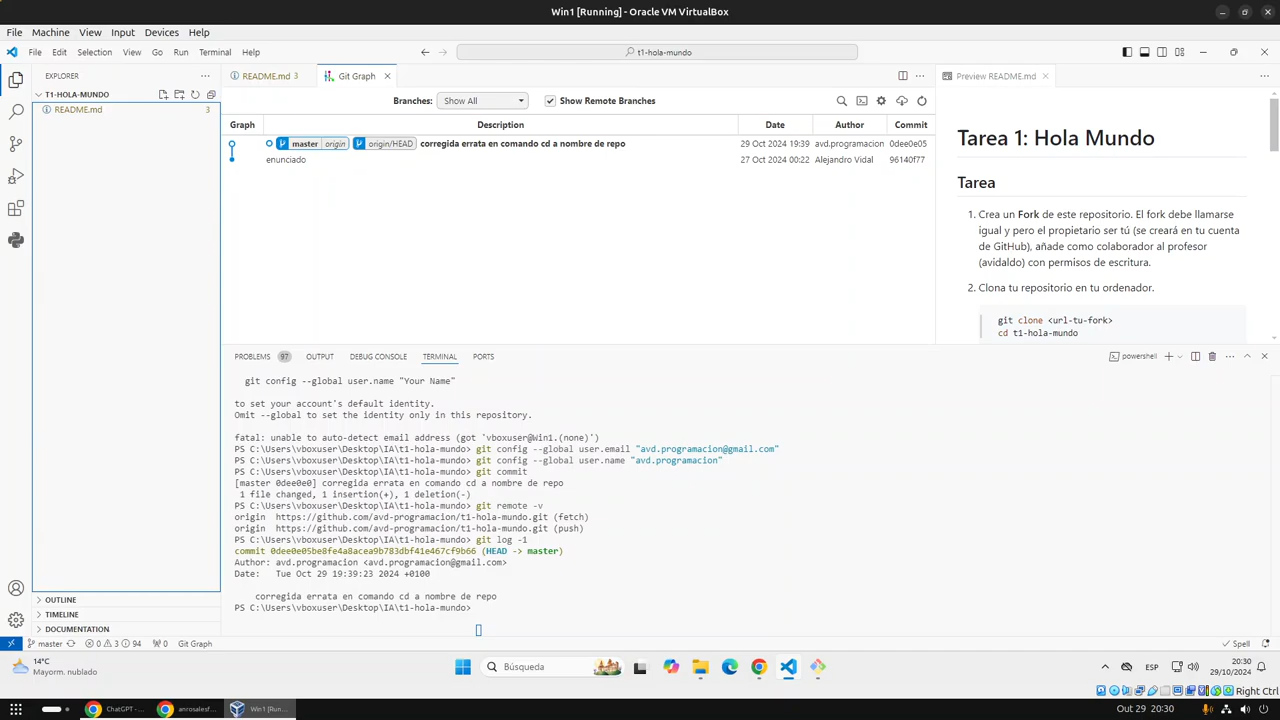 Win1 [Running] - Oracle VM VirtualBox
File Machine View Input Devices Help
File Edit Selection View Go Run Terminal Help
t1-hola-mundo
EXPLORER
T1-HOLA-MUNDO
README.md 3
OUTLINE
TIMELINE
DOCUMENTATION
README.md 3
Git Graph
Branches: Show All Show Remote Branches
Graph Description Date Author Commit
master origin origin/HEAD corregida errata en comando cd a nombre de repo 29 Oct 2024 19:39 avd.programacion 0dee0e05
enunciado 27 Oct 2024 00:22 Alejandro Vidal 96140f77
Preview README.md
Tarea 1: Hola Mundo
Tarea
1. Crea un Fork de este repositorio. El fork debe llamarse
igual y pero el propietario ser tú (se creará en tu cuenta
de GitHub), añade como colaborador al profesor
(avidaldo) con permisos de escritura.
2. Clona tu repositorio en tu ordenador.
git clone <url-tu-fork>
cd t1-hola-mundo
PROBLEMS 97 OUTPUT DEBUG CONSOLE TERMINAL PORTS
powershell
git config --global user.name "Your Name"
to set your account's default identity.
Omit --global to set the identity only in this repository.
fatal: unable to auto-detect email address (got 'vboxuser@Win1.(none)')
PS C:\Users\vboxuser\Desktop\IA\t1-hola-mundo> git config --global user.email "avd.programacion@gmail.com"
PS C:\Users\vboxuser\Desktop\IA\t1-hola-mundo> git config --global user.name "avd.programacion"
PS C:\Users\vboxuser\Desktop\IA\t1-hola-mundo> git commit
[master 0dee0e0] corregida errata en comando cd a nombre de repo
1 file changed, 1 insertion(+), 1 deletion(-)
PS C:\Users\vboxuser\Desktop\IA\t1-hola-mundo> git remote -v
origin https://github.com/avd-programacion/t1-hola-mundo.git (fetch)
origin https://github.com/avd-programacion/t1-hola-mundo.git (push)
PS C:\Users\vboxuser\Desktop\IA\t1-hola-mundo> git log -1
commit 0dee0e05be8fe4a8acea9b783dbf41e467cf9b66 (HEAD -> master)
Author: avd.programacion <avd.programacion@gmail.com>
Date: Tue Oct 29 19:39:23 2024 +0100
corregida errata en comando cd a nombre de repo
PS C:\Users\vboxuser\Desktop\IA\t1-hola-mundo>
master 0 3 94 0 Git Graph Spell
14°C
Mayorm. nublado
Búsqueda
ESP
20:30
29/10/2024
Right Ctrl
ChatGPT - ...
anrosalesf...
Win1 [Run...
Out 29 20:30